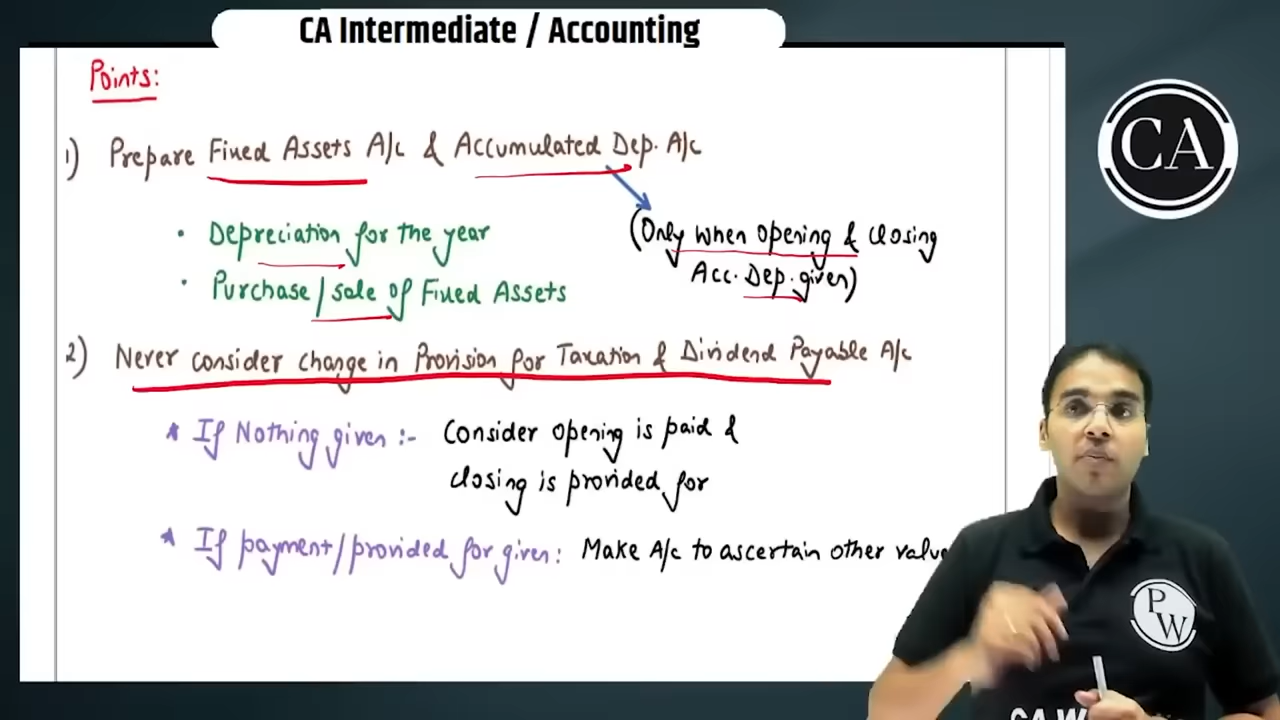 CA Intermediate / Accounting
CA
Points:
1) Prepare Fixed Assets A/c & Accumulated Dep. A/c
• Depreciation for the year
(Only when opening & closing
Acc. Dep. given)
• Purchase/sale of Fixed Assets
2) Never consider change in Provision for Taxation & Dividend Payable A/c
* If Nothing given :- Consider opening is paid &
closing is provided for
* If payment/provided for given: Make A/c to ascertain other value
PW